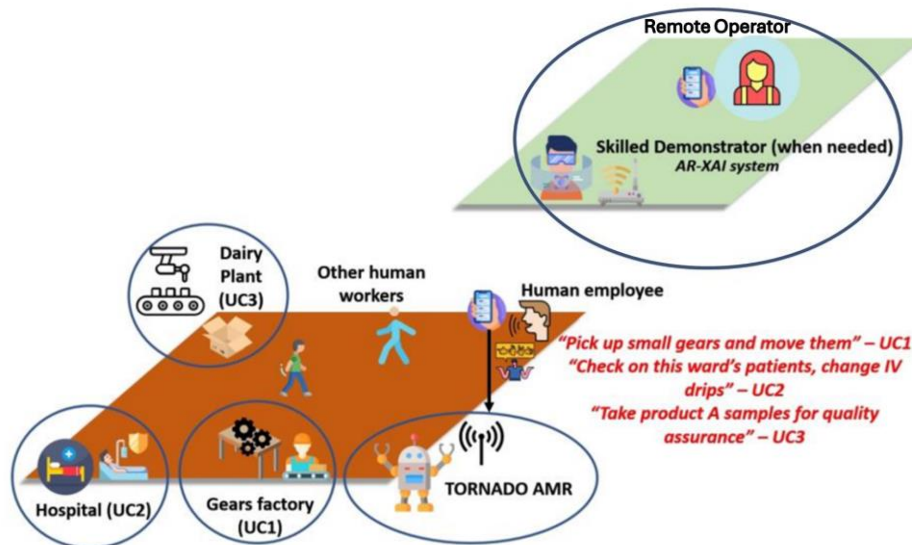 Remote Operator
Skilled Demonstrator (when needed)
AR-XAI system
Dairy
Plant
(UC3)
Other human
workers
Human employee
“Pick up small gears and move them” – UC1
“Check on this ward’s patients, change IV
drips” – UC2
“Take product A samples for quality
assurance” – UC3
Hospital (UC2)
Gears factory
(UC1)
TORNADO AMR